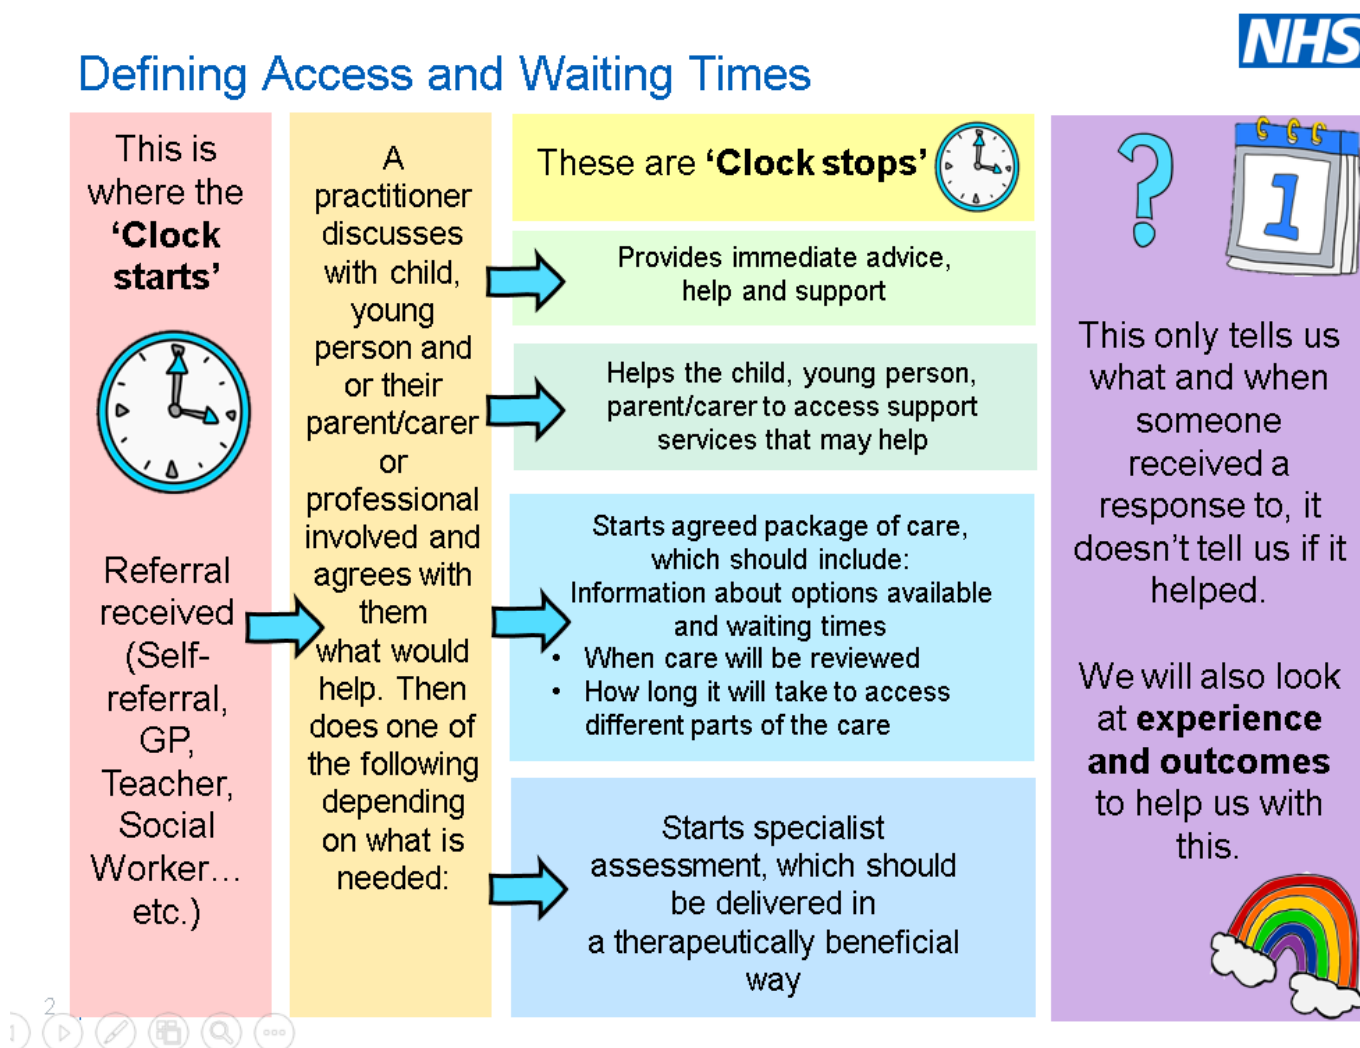 NHS
Defining Access and Waiting Times
This is
where the
‘Clock
starts’
Referral
received
(Self-
referral,
GP,
Teacher,
Social
Worker...
etc.)
A
practitioner
discusses
with child,
young
person and
or their
parent/carer
or
professional
involved and
agrees with
them
what would
help. Then
does one of
the following
depending
on what is
needed:
These are ‘Clock stops’
Provides immediate advice,
help and support
Helps the child, young person,
parent/carer to access support
services that may help
Starts agreed package of care,
which should include:
Information about options available
and waiting times
• When care will be reviewed
• How long it will take to access
different parts of the care
Starts specialist
assessment, which should
be delivered in
a therapeutically beneficial
way
1
This only tells us
what and when
someone
received a
response to, it
doesn’t tell us if it
helped.
We will also look
at experience
and outcomes
to help us with
this.
2